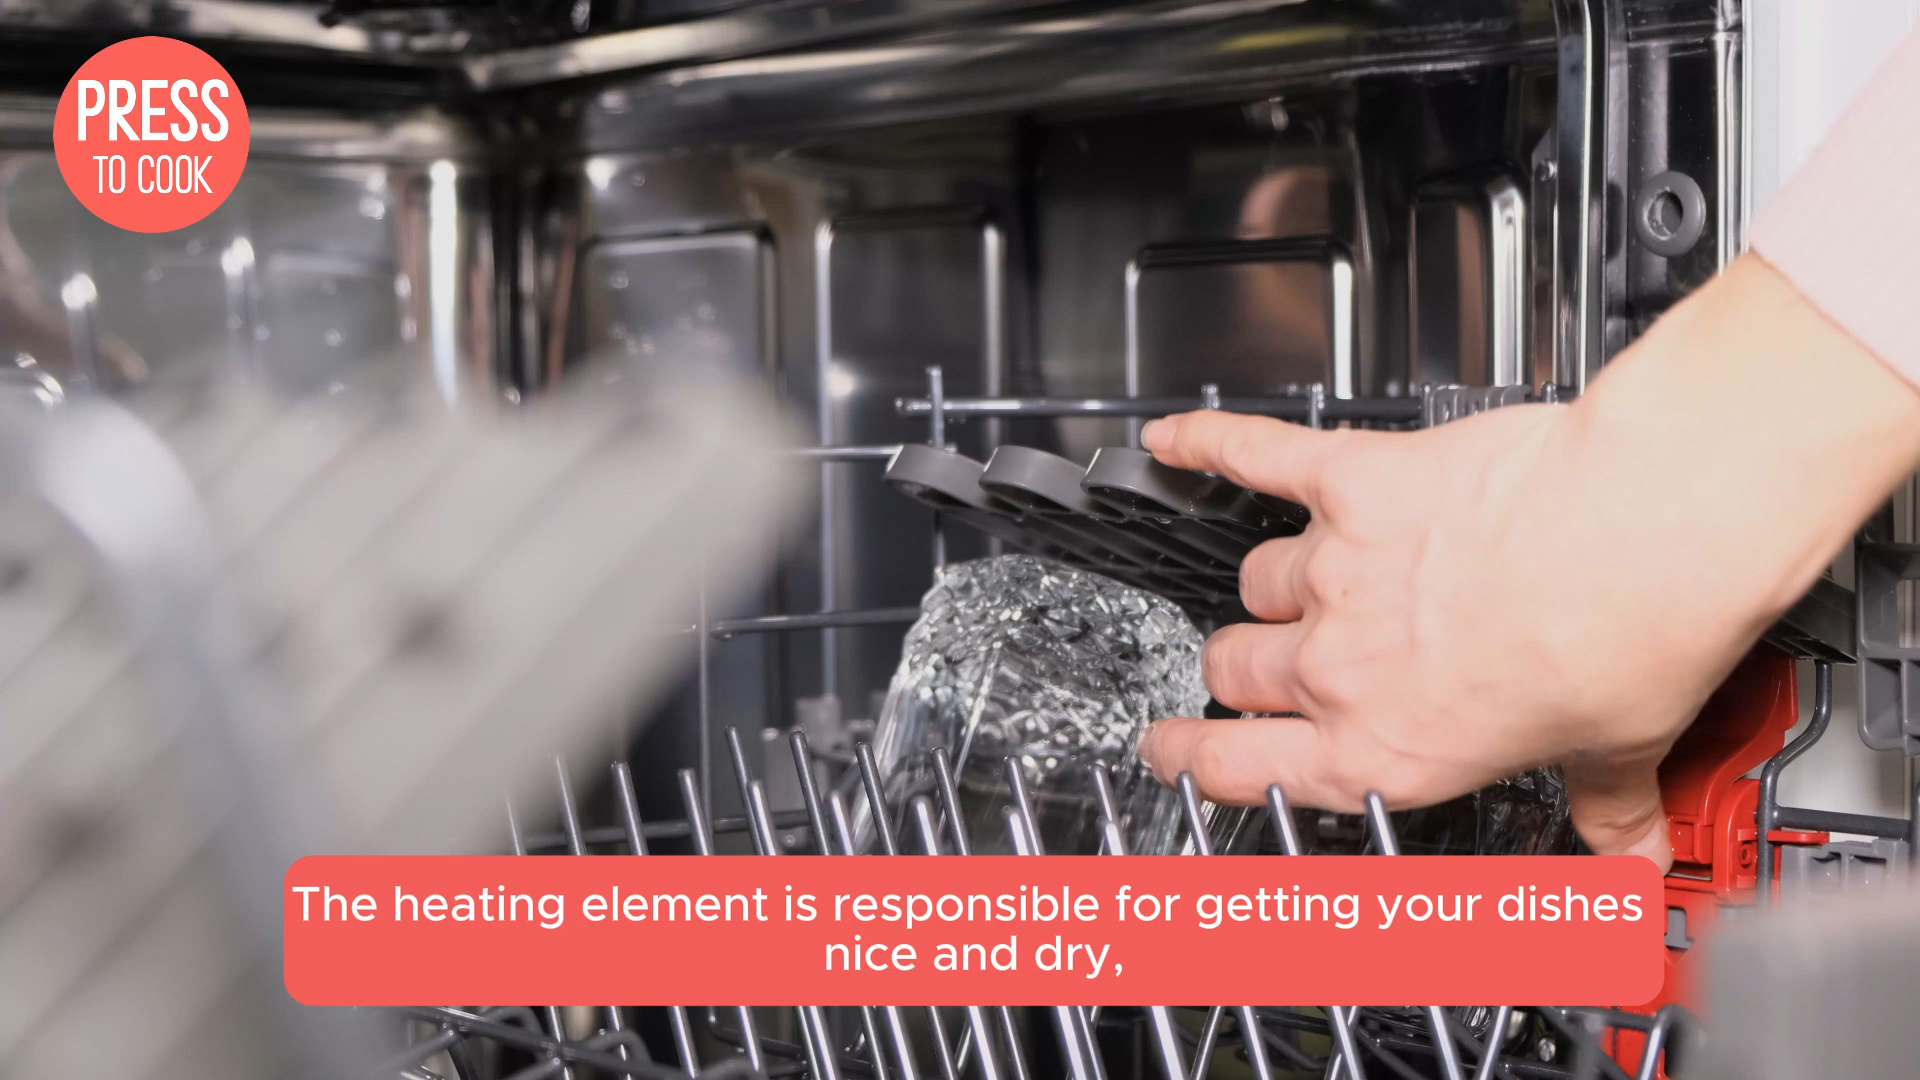 PRESS
TO COOK
The heating element is responsible for getting your dishes
nice and dry,